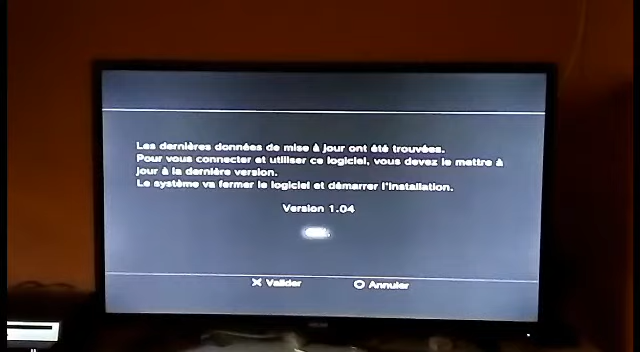 Les dernières données de mise à jour ont été trouvées.
Pour vous connecter et utiliser ce logiciel, vous devez le mettre à
jour à la dernière version.
Le système va fermer le logiciel et démarrer l'installation.
Version 1.04
Valider Annuler